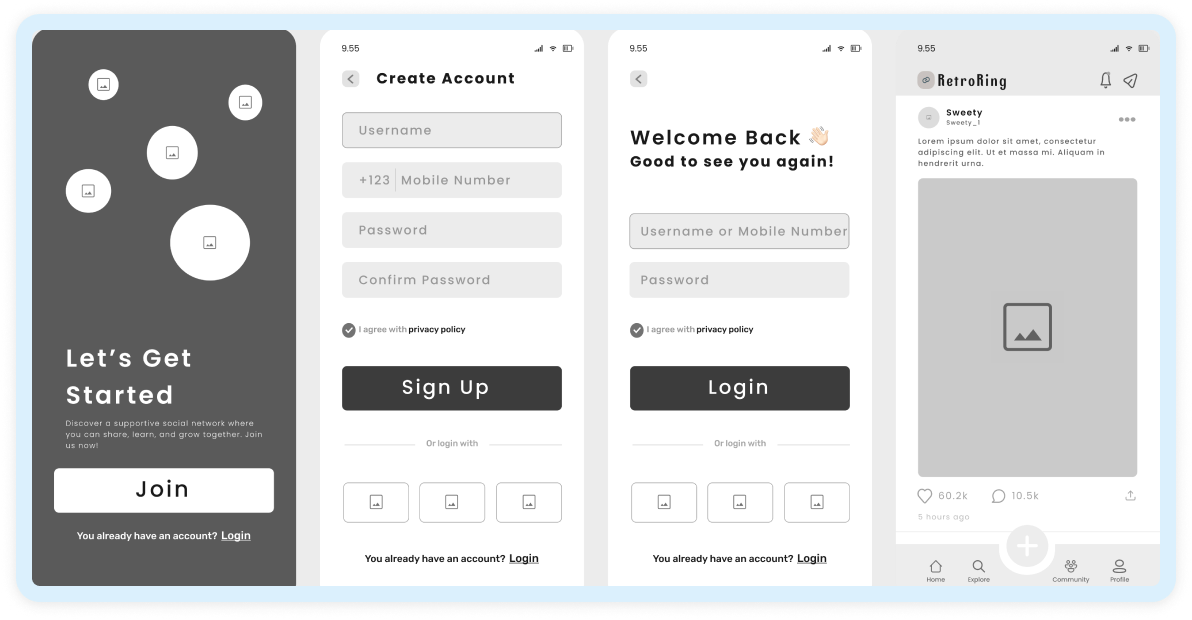 Let's Get
Started
Discover a supportive social network where
you can share, learn, and grow together. Join
us now!
Join
You already have an account? Login
9.55
Create Account
Username
+123 Mobile Number
Password
Confirm Password
I agree with privacy policy
Sign Up
Or login with
You already have an account? Login
9.55
Welcome Back 👋🏻
Good to see you again!
Username or Mobile Number
Password
I agree with privacy policy
Login
Or login with
You already have an account? Login
9.55
RetroRing
Sweety
Sweety_1
Lorem ipsum dolor sit amet, consectetur
adipiscing elit. Ut et massa mi. Aliquam in
hendrerit urna.
60.2k 10.5k
5 hours ago
Home Explore Community Profile